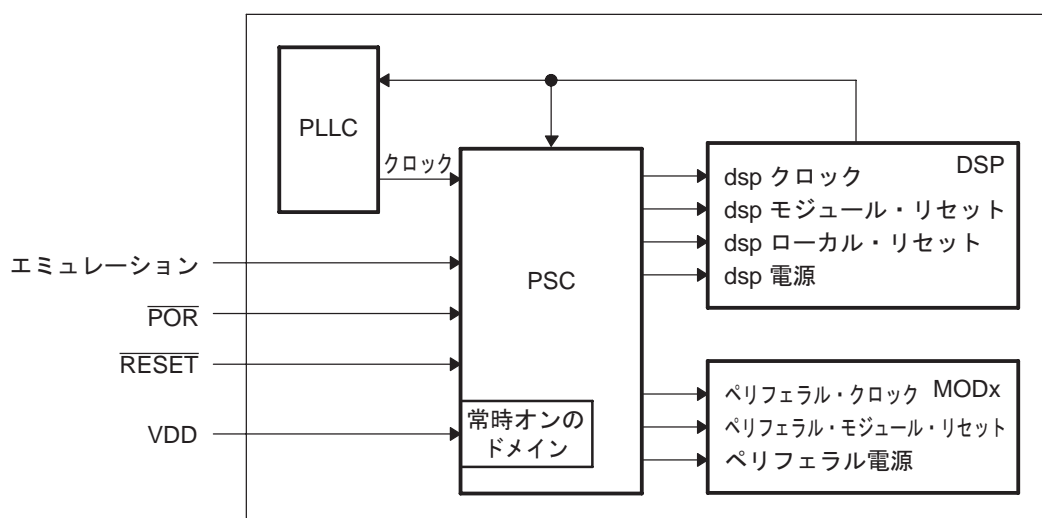 PLLC
クロック
DSP
dsp クロック
dsp モジュール・リセット
dsp ローカル・リセット
dsp 電源
エミュレーション
PSC
POR
RESET
MODx
ペリフェラル・クロック
ペリフェラル・モジュール・リセット
ペリフェラル電源
VDD
常時オンの
ドメイン